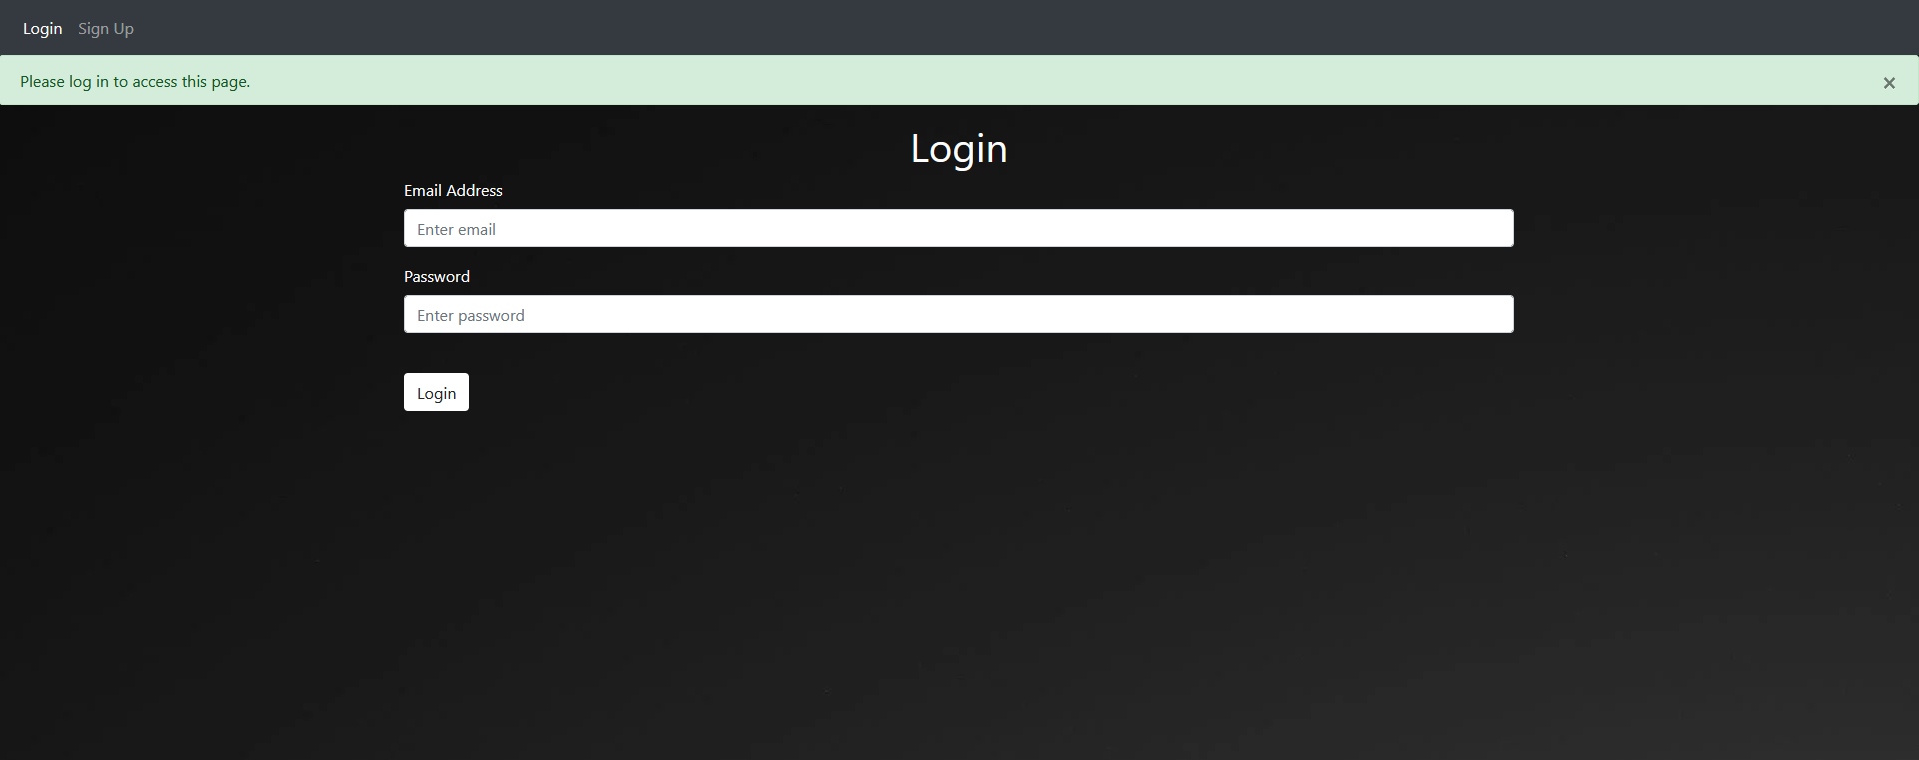 Login Sign Up
Please log in to access this page. ×
Login
Email Address
Enter email
Password
Enter password
Login